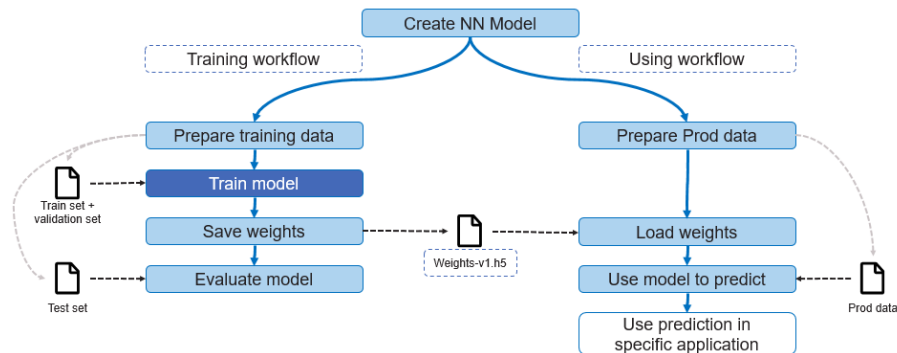 Create NN Model
Training workflow
Using workflow
Prepare training data
Prepare Prod data
Train model
Train set +
validation set
Save weights
Load weights
Weights-v1.h5
Evaluate model
Use model to predict
Test set
Prod data
Use prediction in
specific application